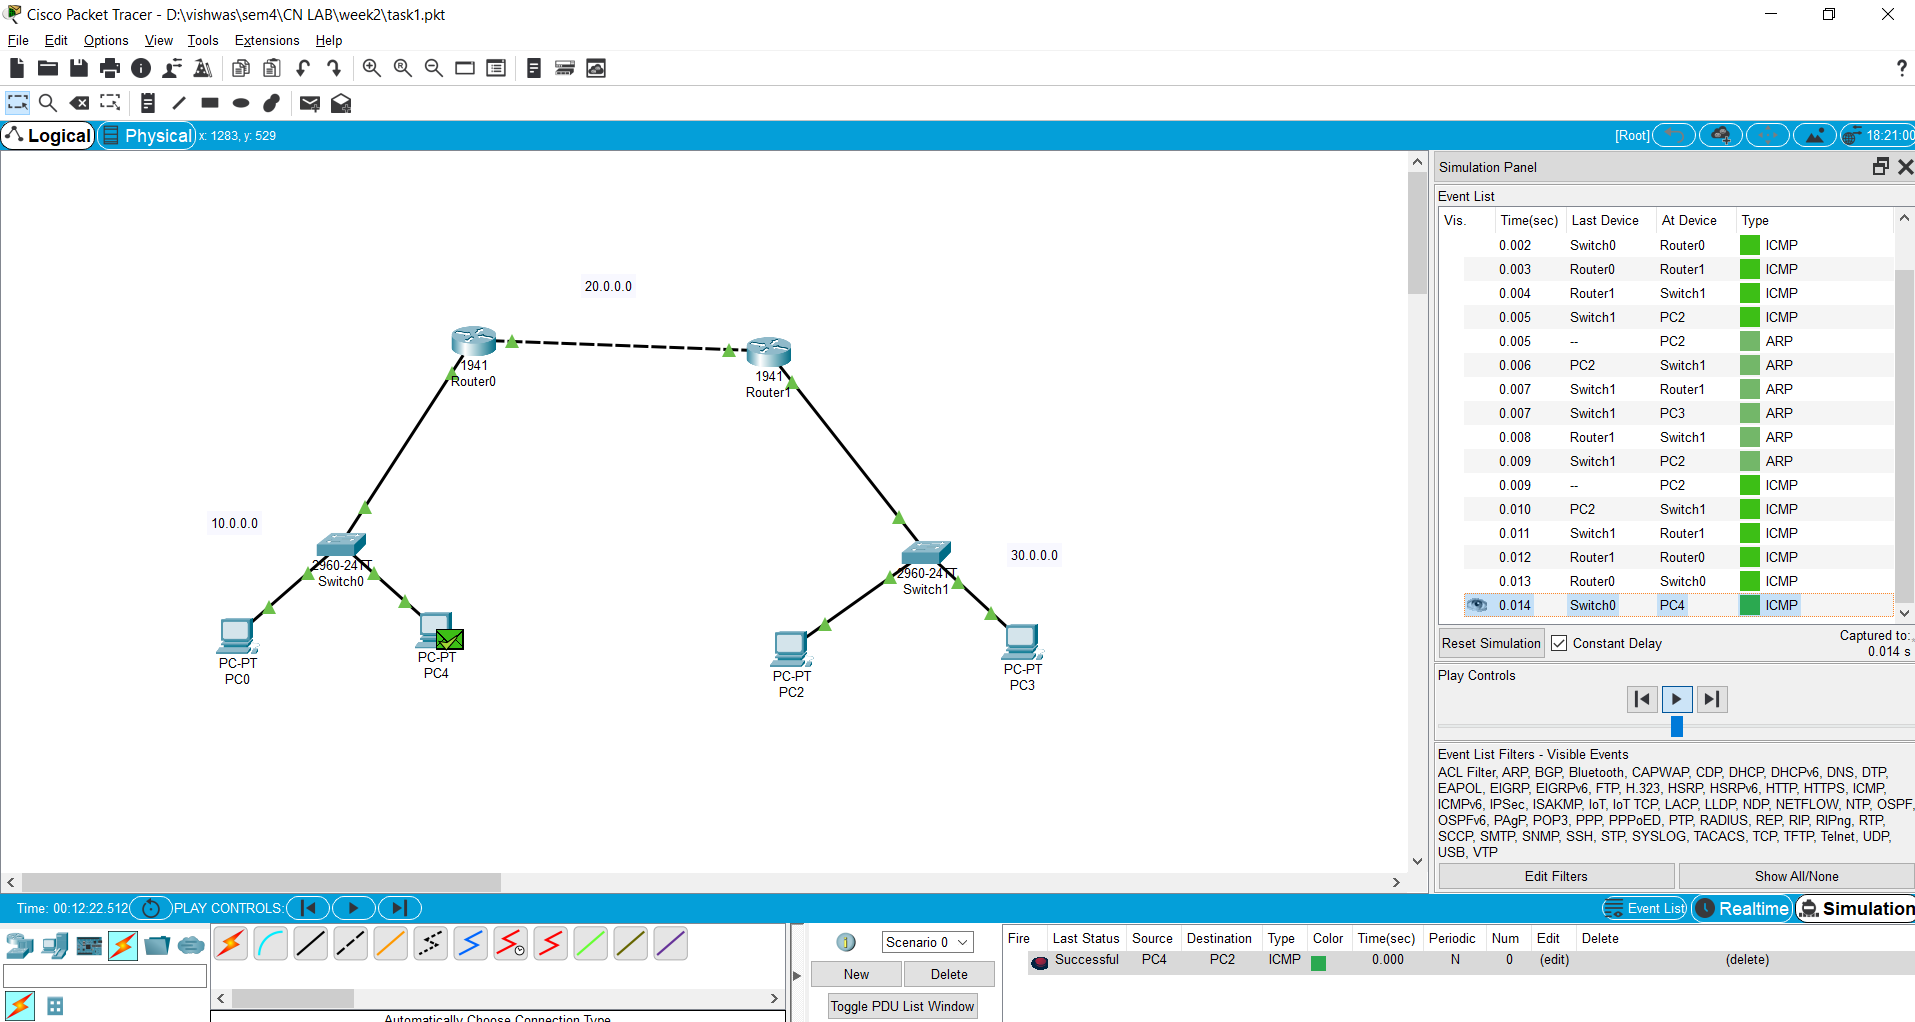 Cisco Packet Tracer - D:\vishwas\sem4\CN LAB\week2\task1.pkt
File Edit Options View Tools Extensions Help
?
Logical Physical x: 1283, y: 529 [Root] 18:21:00
20.0.0.0
1941
Router0
1941
Router1
10.0.0.0
2960-24TT
Switch0
30.0.0.0
2960-24TT
Switch1
PC-PT
PC0
PC-PT
PC4
PC-PT
PC2
PC-PT
PC3
Simulation Panel
Event List
Vis. Time(sec) Last Device At Device Type
0.002 Switch0 Router0 ICMP
0.003 Router0 Router1 ICMP
0.004 Router1 Switch1 ICMP
0.005 Switch1 PC2 ICMP
0.005 -- PC2 ARP
0.006 PC2 Switch1 ARP
0.007 Switch1 Router1 ARP
0.007 Switch1 PC3 ARP
0.008 Router1 Switch1 ARP
0.009 Switch1 PC2 ARP
0.009 -- PC2 ICMP
0.010 PC2 Switch1 ICMP
0.011 Switch1 Router1 ICMP
0.012 Router1 Router0 ICMP
0.013 Router0 Switch0 ICMP
0.014 Switch0 PC4 ICMP
Reset Simulation Constant Delay Captured to:
0.014 s
Play Controls
Event List Filters - Visible Events
ACL Filter, ARP, BGP, Bluetooth, CAPWAP, CDP, DHCP, DHCPv6, DNS, DTP,
EAPOL, EIGRP, EIGRPv6, FTP, H.323, HSRP, HSRPv6, HTTP, HTTPS, ICMP,
ICMPv6, IPSec, ISAKMP, IoT, IoT TCP, LACP, LLDP, NDP, NETFLOW, NTP, OSPF,
OSPFv6, PAgP, POP3, PPP, PPPoED, PTP, RADIUS, REP, RIP, RIPng, RTP,
SCCP, SMTP, SNMP, SSH, STP, SYSLOG, TACACS, TCP, TFTP, Telnet, UDP,
USB, VTP
Edit Filters Show All/None
Time: 00:12:22.512 PLAY CONTROLS: Event List Realtime Simulation
Scenario 0
New Delete
Toggle PDU List Window
Automatically Choose Connection Type
Fire Last Status Source Destination Type Color Time(sec) Periodic Num Edit Delete
Successful PC4 PC2 ICMP 0.000 N 0 (edit) (delete)